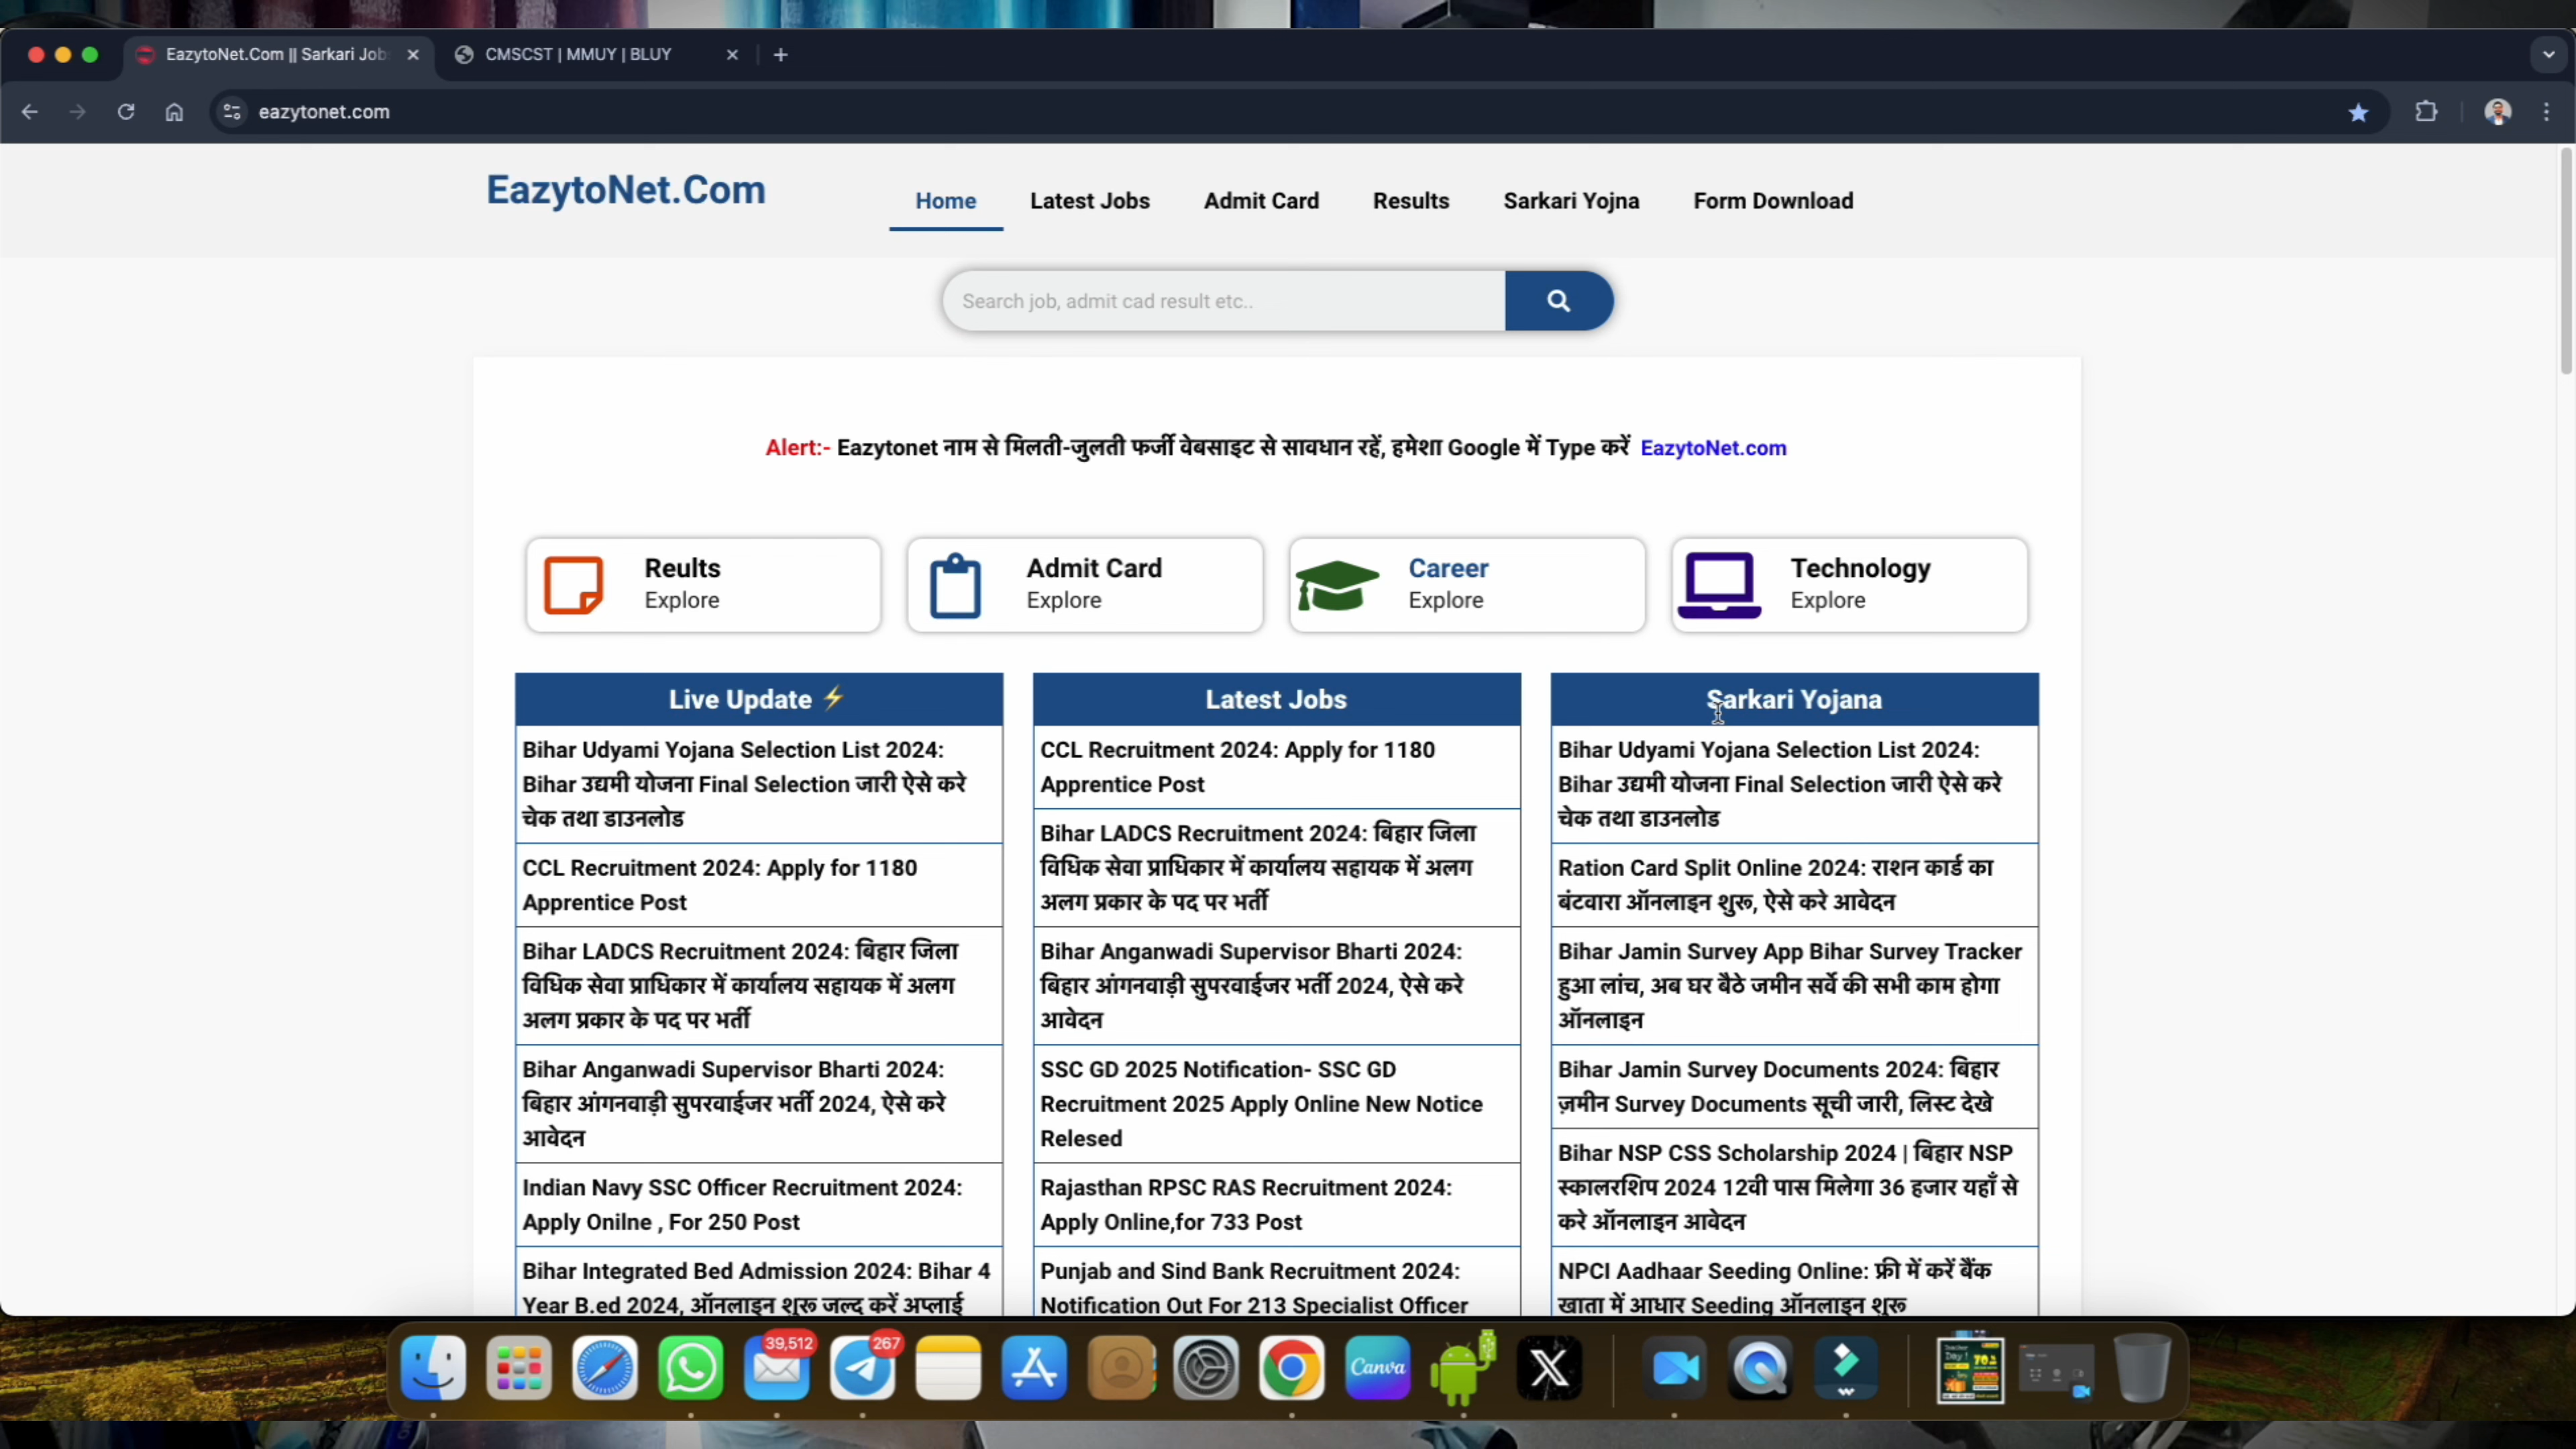 EazytoNet.Com || Sarkari Job
CMSCST | MMUY | BLUY
eazytonet.com
EazytoNet.Com
Home
Latest Jobs
Admit Card
Results
Sarkari Yojna
Form Download
Search job, admit cad result etc..
Alert:- Eazytonet नाम से मिलती-जुलती फर्जी वेबसाइट से सावधान रहें, हमेशा Google में Type करें EazytoNet.com
Reults
Explore
Admit Card
Explore
Career
Explore
Technology
Explore
Live Update ⚡
Bihar Udyami Yojana Selection List 2024:
Bihar उद्यमी योजना Final Selection जारी ऐसे करे
चेक तथा डाउनलोड
CCL Recruitment 2024: Apply for 1180
Apprentice Post
Bihar LADCS Recruitment 2024: बिहार जिला
विधिक सेवा प्राधिकार में कार्यालय सहायक में अलग
अलग प्रकार के पद पर भर्ती
Bihar Anganwadi Supervisor Bharti 2024:
बिहार आंगनवाड़ी सुपरवाईजर भर्ती 2024, ऐसे करे
आवेदन
Indian Navy SSC Officer Recruitment 2024:
Apply Onilne , For 250 Post
Bihar Integrated Bed Admission 2024: Bihar 4
Year B.ed 2024, ऑनलाइन शुरू जल्द करें अप्लाई
Latest Jobs
CCL Recruitment 2024: Apply for 1180
Apprentice Post
Bihar LADCS Recruitment 2024: बिहार जिला
विधिक सेवा प्राधिकार में कार्यालय सहायक में अलग
अलग प्रकार के पद पर भर्ती
Bihar Anganwadi Supervisor Bharti 2024:
बिहार आंगनवाड़ी सुपरवाईजर भर्ती 2024, ऐसे करे
आवेदन
SSC GD 2025 Notification- SSC GD
Recruitment 2025 Apply Online New Notice
Relesed
Rajasthan RPSC RAS Recruitment 2024:
Apply Online,for 733 Post
Punjab and Sind Bank Recruitment 2024:
Notification Out For 213 Specialist Officer
Sarkari Yojana
Bihar Udyami Yojana Selection List 2024:
Bihar उद्यमी योजना Final Selection जारी ऐसे करे
चेक तथा डाउनलोड
Ration Card Split Online 2024: राशन कार्ड का
बंटवारा ऑनलाइन शुरू, ऐसे करे आवेदन
Bihar Jamin Survey App Bihar Survey Tracker
हुआ लांच, अब घर बैठे जमीन सर्वे की सभी काम होगा
ऑनलाइन
Bihar Jamin Survey Documents 2024: बिहार
ज़मीन Survey Documents सूची जारी, लिस्ट देखे
Bihar NSP CSS Scholarship 2024 | बिहार NSP
स्कालरशिप 2024 12वी पास मिलेगा 36 हजार यहाँ से
करे ऑनलाइन आवेदन
NPCI Aadhaar Seeding Online: फ्री में करें बैंक
खाता में आधार Seeding ऑनलाइन शुरू
39,512
267
Canva